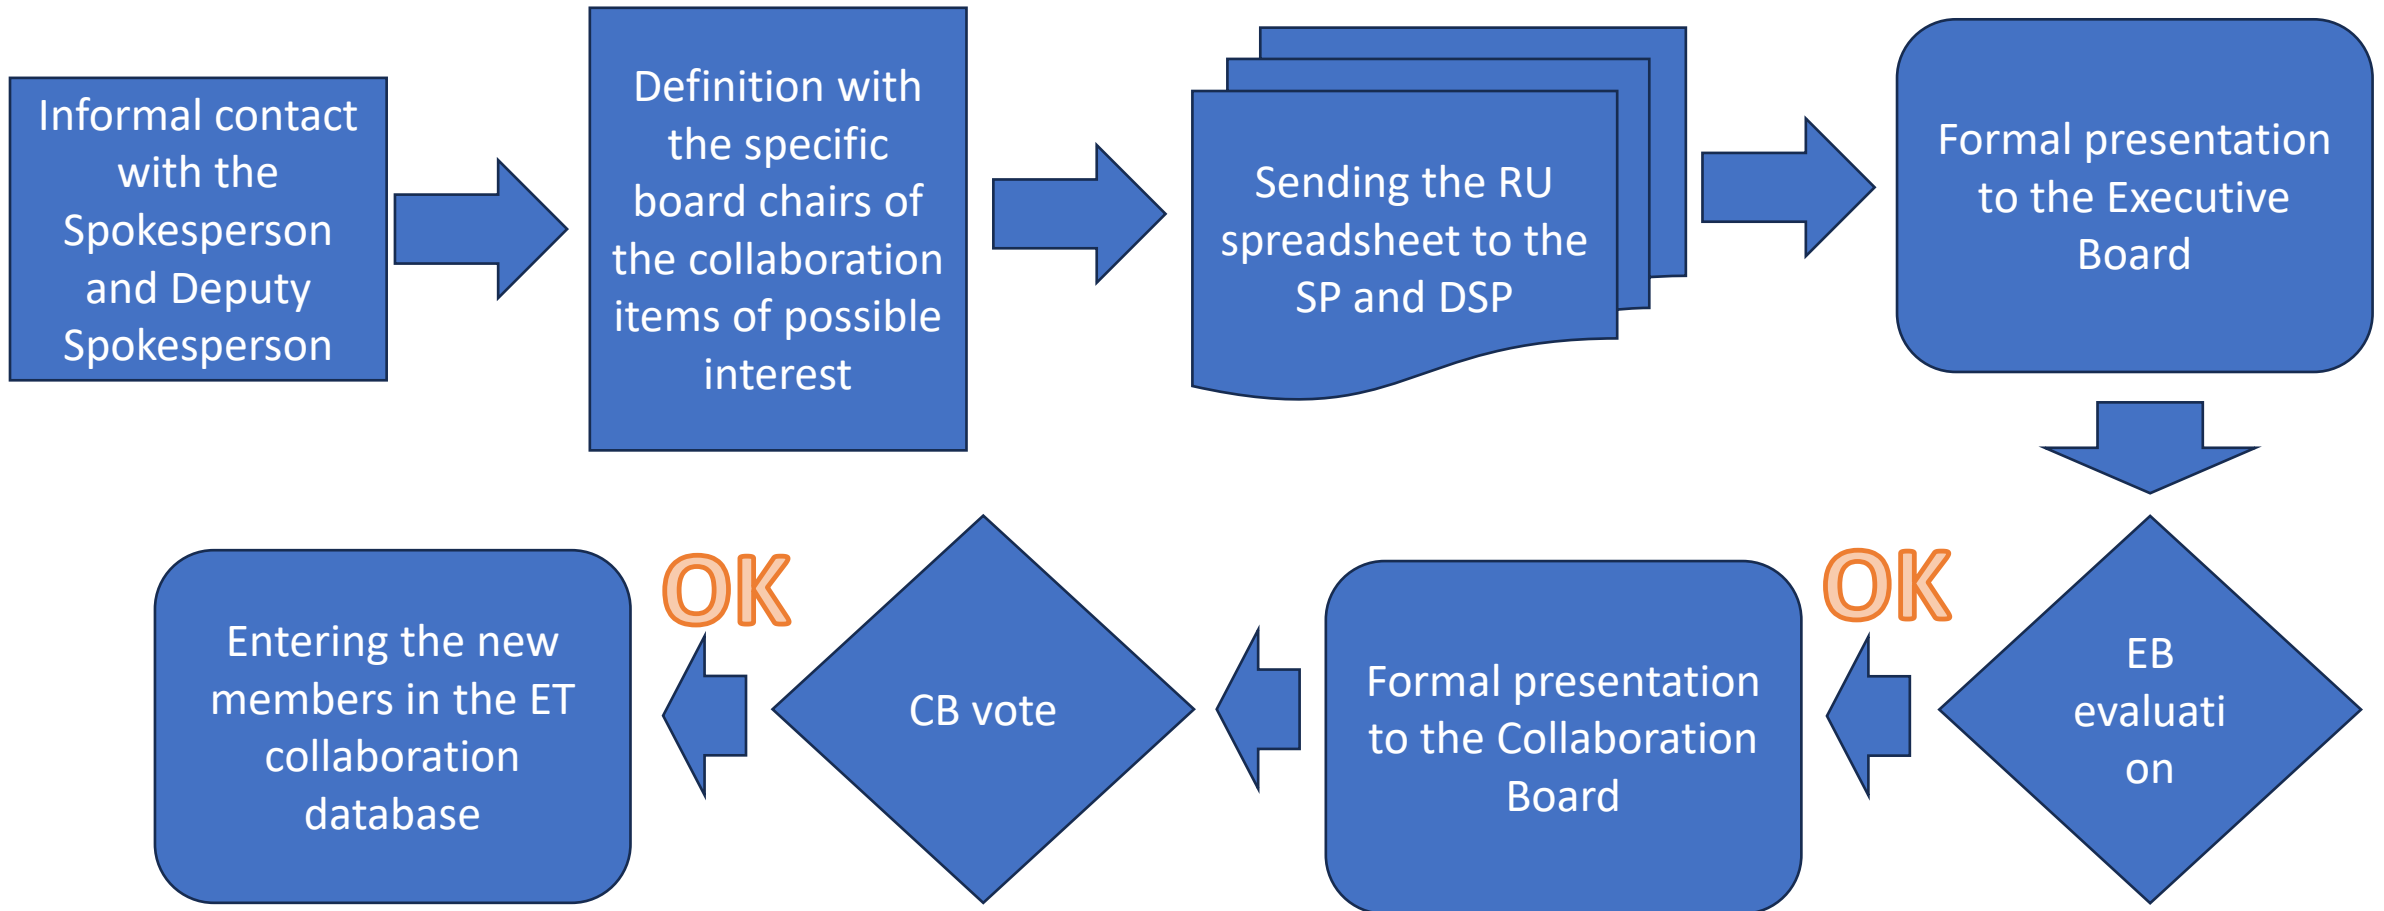 Informal contact
with the
Spokesperson
and Deputy
Spokesperson
Definition with
the specific
board chairs of
the collaboration
items of possible
interest
Sending the RU
spreadsheet to the
SP and DSP
Formal presentation
to the Executive
Board
EB
evaluati
on
OK
Formal presentation
to the Collaboration
Board
CB vote
OK
Entering the new
members in the ET
collaboration
database